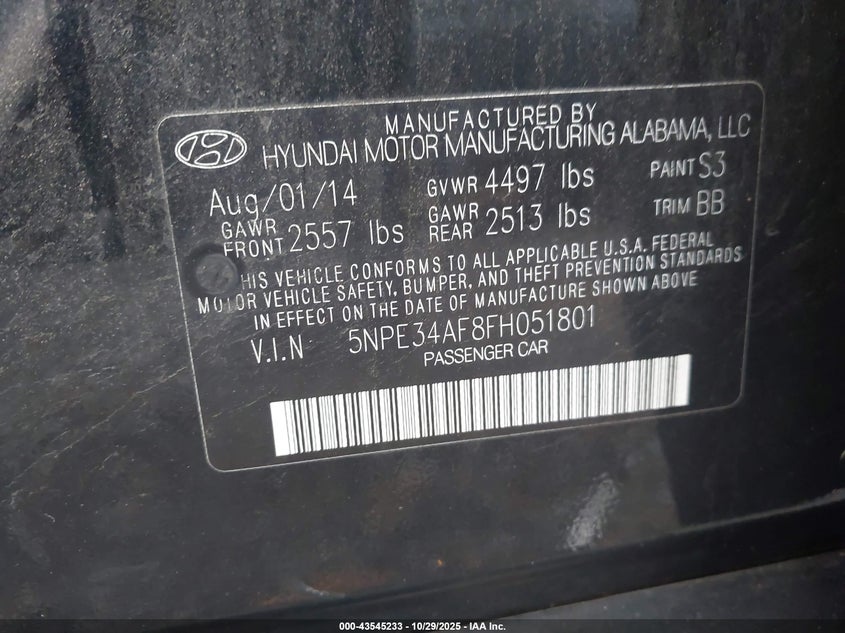 MANUFACTURED BY
HYUNDAI MOTOR MANUFACTURING ALABAMA, LLC
Aug/01/14 GVWR 4497 lbs PAINT S3
GAWR FRONT 2557 lbs GAWR REAR 2513 lbs TRIM BB
HIS VEHICLE CONFORMS TO ALL APPLICABLE U.S.A. FEDERAL
MOTOR VEHICLE SAFETY, BUMPER, AND THEFT PREVENTION STANDARDS
IN EFFECT ON THE DATE OF MANUFACTURE SHOWN ABOVE
V.I.N 5NPE34AF8FH051801
PASSENGER CAR
000-43545233 - 10/29/2025 - IAA Inc.